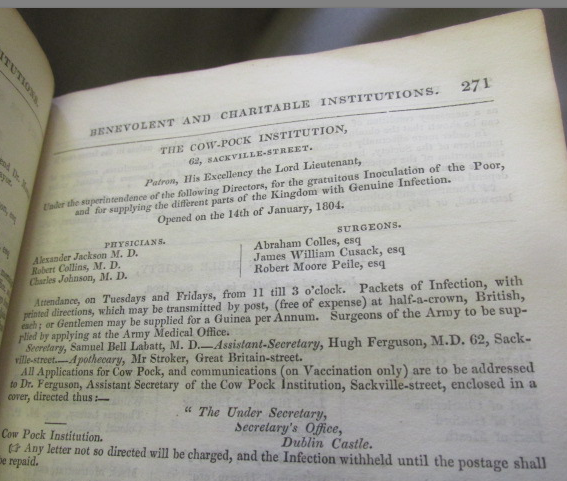 BENEVOLENT AND CHARITABLE INSTITUTIONS. 271
THE COW-POCK INSTITUTION,
62, SACKVILLE-STREET.
Patron, His Excellency the Lord Lieutenant,
Under the superintendence of the following Directors, for the gratuitous Inoculation of the Poor,
and for supplying the different parts of the Kingdom with Genuine Infection.
Opened on the 14th of January, 1804.
PHYSICIANS.
Alexander Jackson M. D.
Robert Collins, M. D.
Charles Johnson, M. D.
SURGEONS.
Abraham Colles, esq
James William Cusack, esq
Robert Moore Peile, esq
Attendance, on Tuesdays and Fridays, from 11 till 3 o'clock. Packets of Infection, with
printed directions, which may be transmitted by post, (free of expense) at half-a-crown, British,
each; or Gentlemen may be supplied for a Guinea per Annum. Surgeons of the Army to be sup-
plied by applying at the Army Medical Office.
Secretary, Samuel Bell Labatt, M. D.—Assistant-Secretary, Hugh Ferguson, M.D. 62, Sack-
ville-street.—Apothecary, Mr Stroker, Great Britain-street.
All Applications for Cow Pock, and communications (on Vaccination only) are to be addressed
to Dr. Ferguson, Assistant Secretary of the Cow Pock Institution, Sackville-street, enclosed in a
cover, directed thus:—
"The Under Secretary,
Secretary's Office,
Dublin Castle.
Cow Pock Institution.
☞ Any letter not so directed will be charged, and the Infection withheld until the postage shall
be repaid.